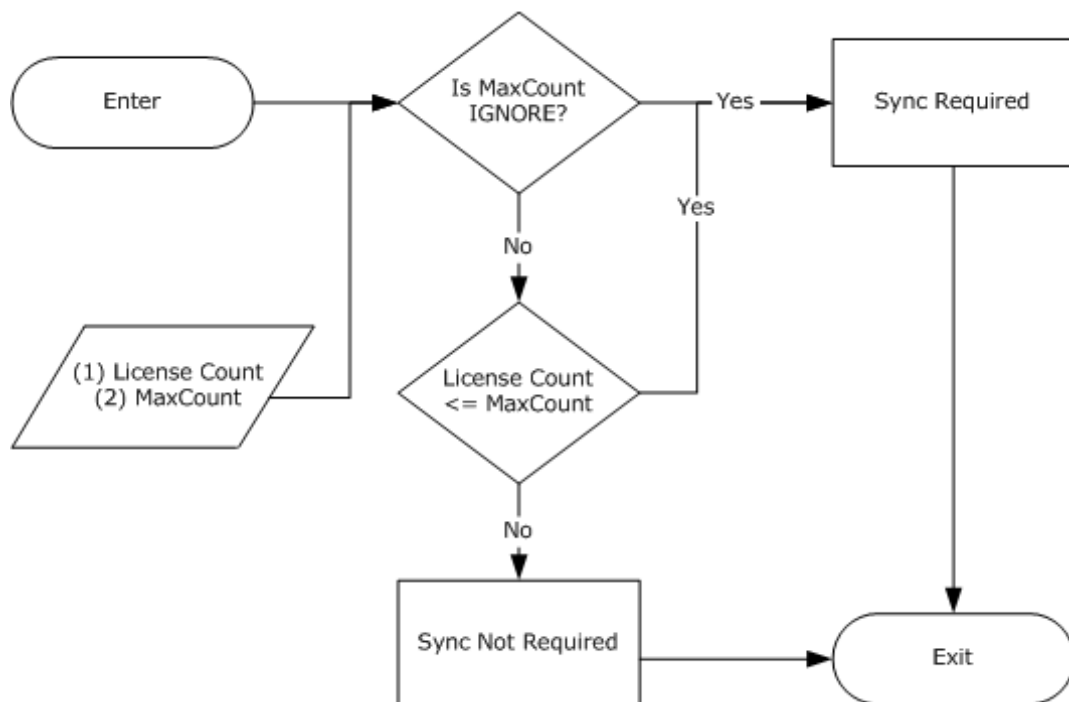 Enter
Is MaxCount
IGNORE?
Yes
Sync Required
Yes
No
(1) License Count
(2) MaxCount
License Count
<= MaxCount
No
Sync Not Required
Exit